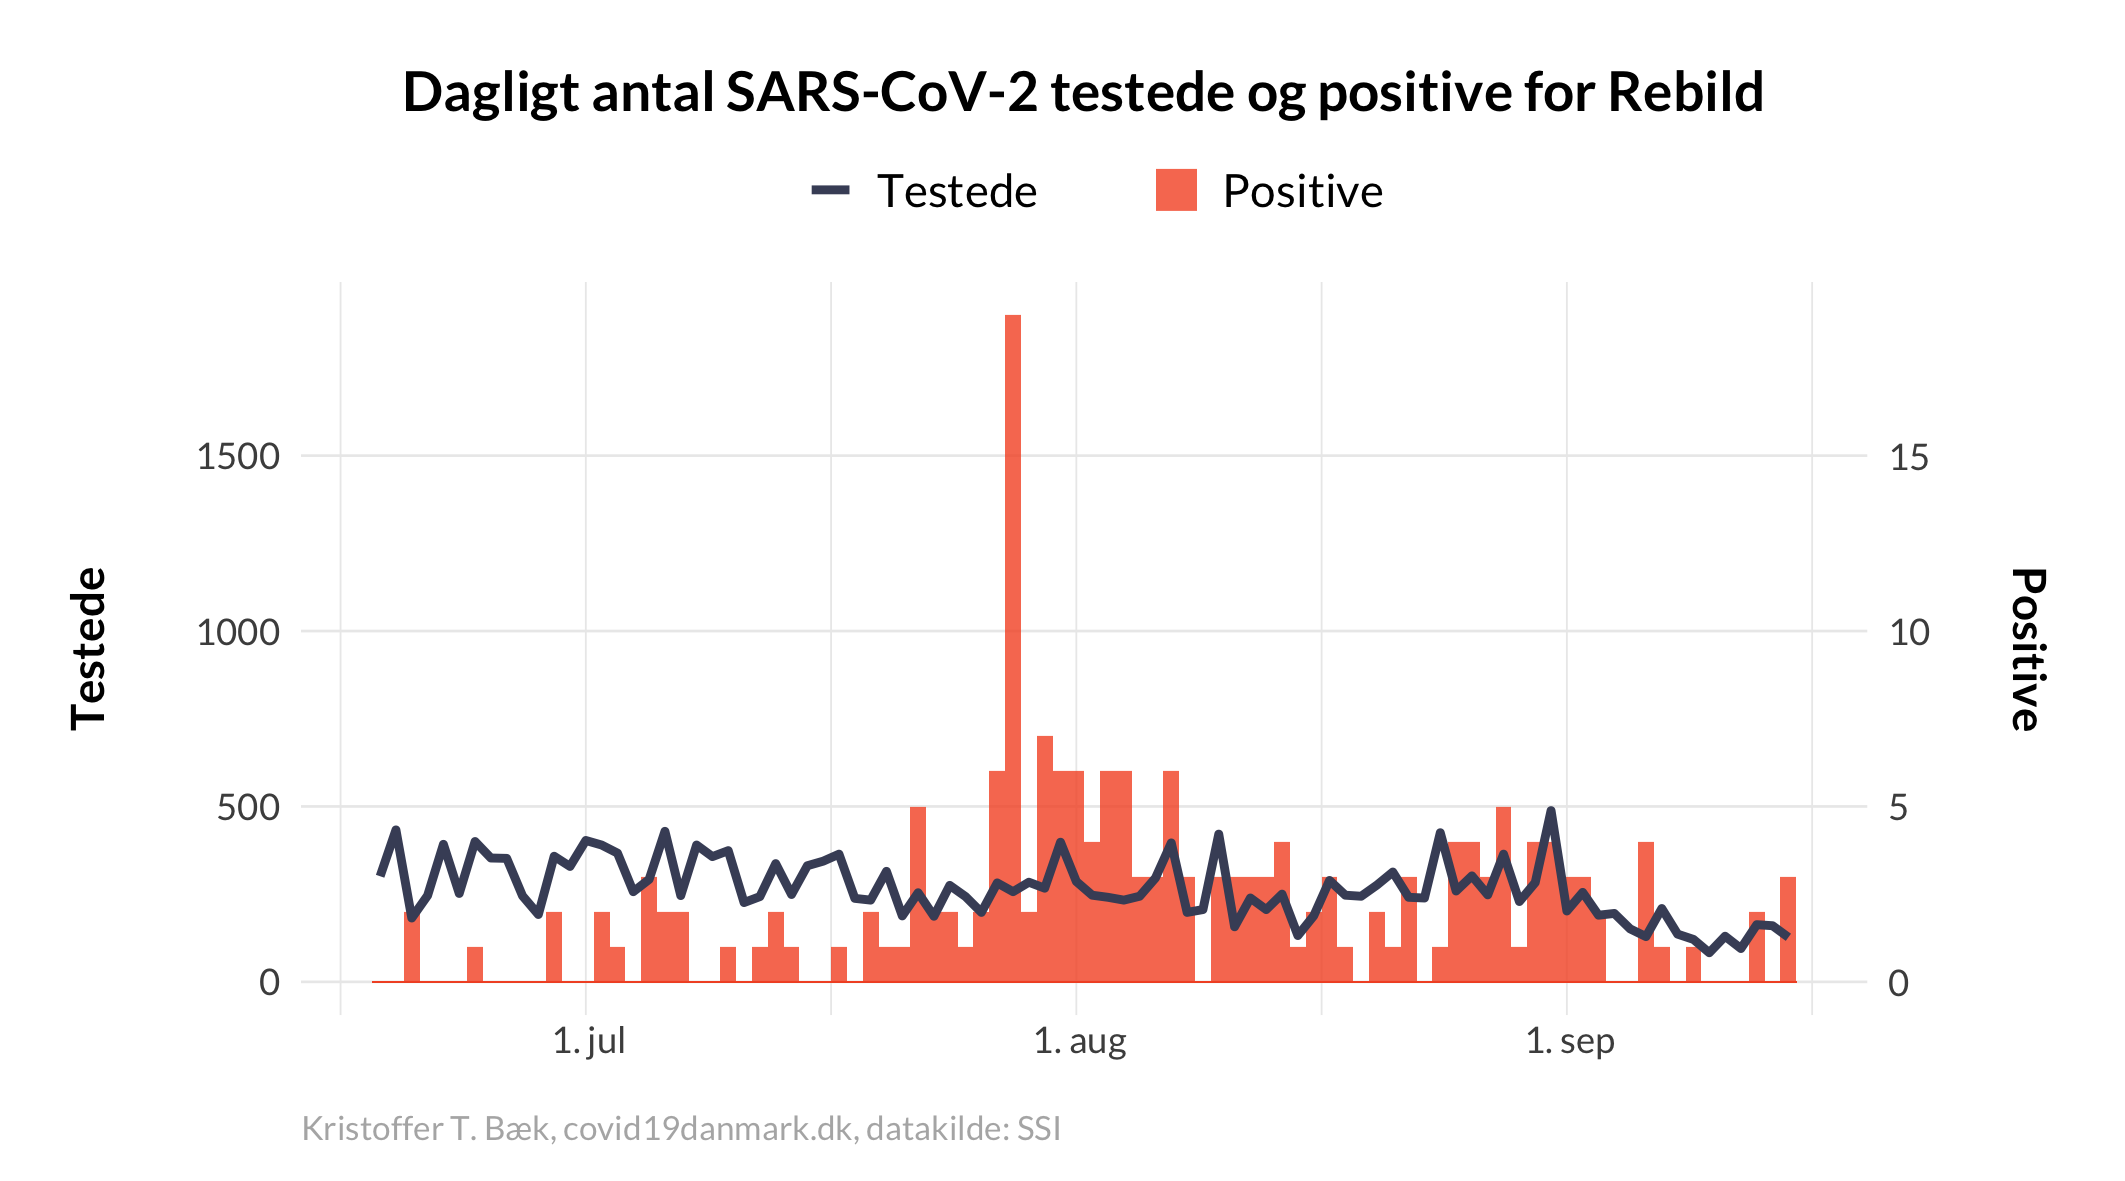 Dagligt antal SARS-CoV-2 testede og positive for Rebild
Testede
Positive
1500
1000
500
0
15
10
5
0
Testede
Positive
1. jul
1. aug
1. sep
Kristoffer T. Bæk, covid19danmark.dk, datakilde: SSI